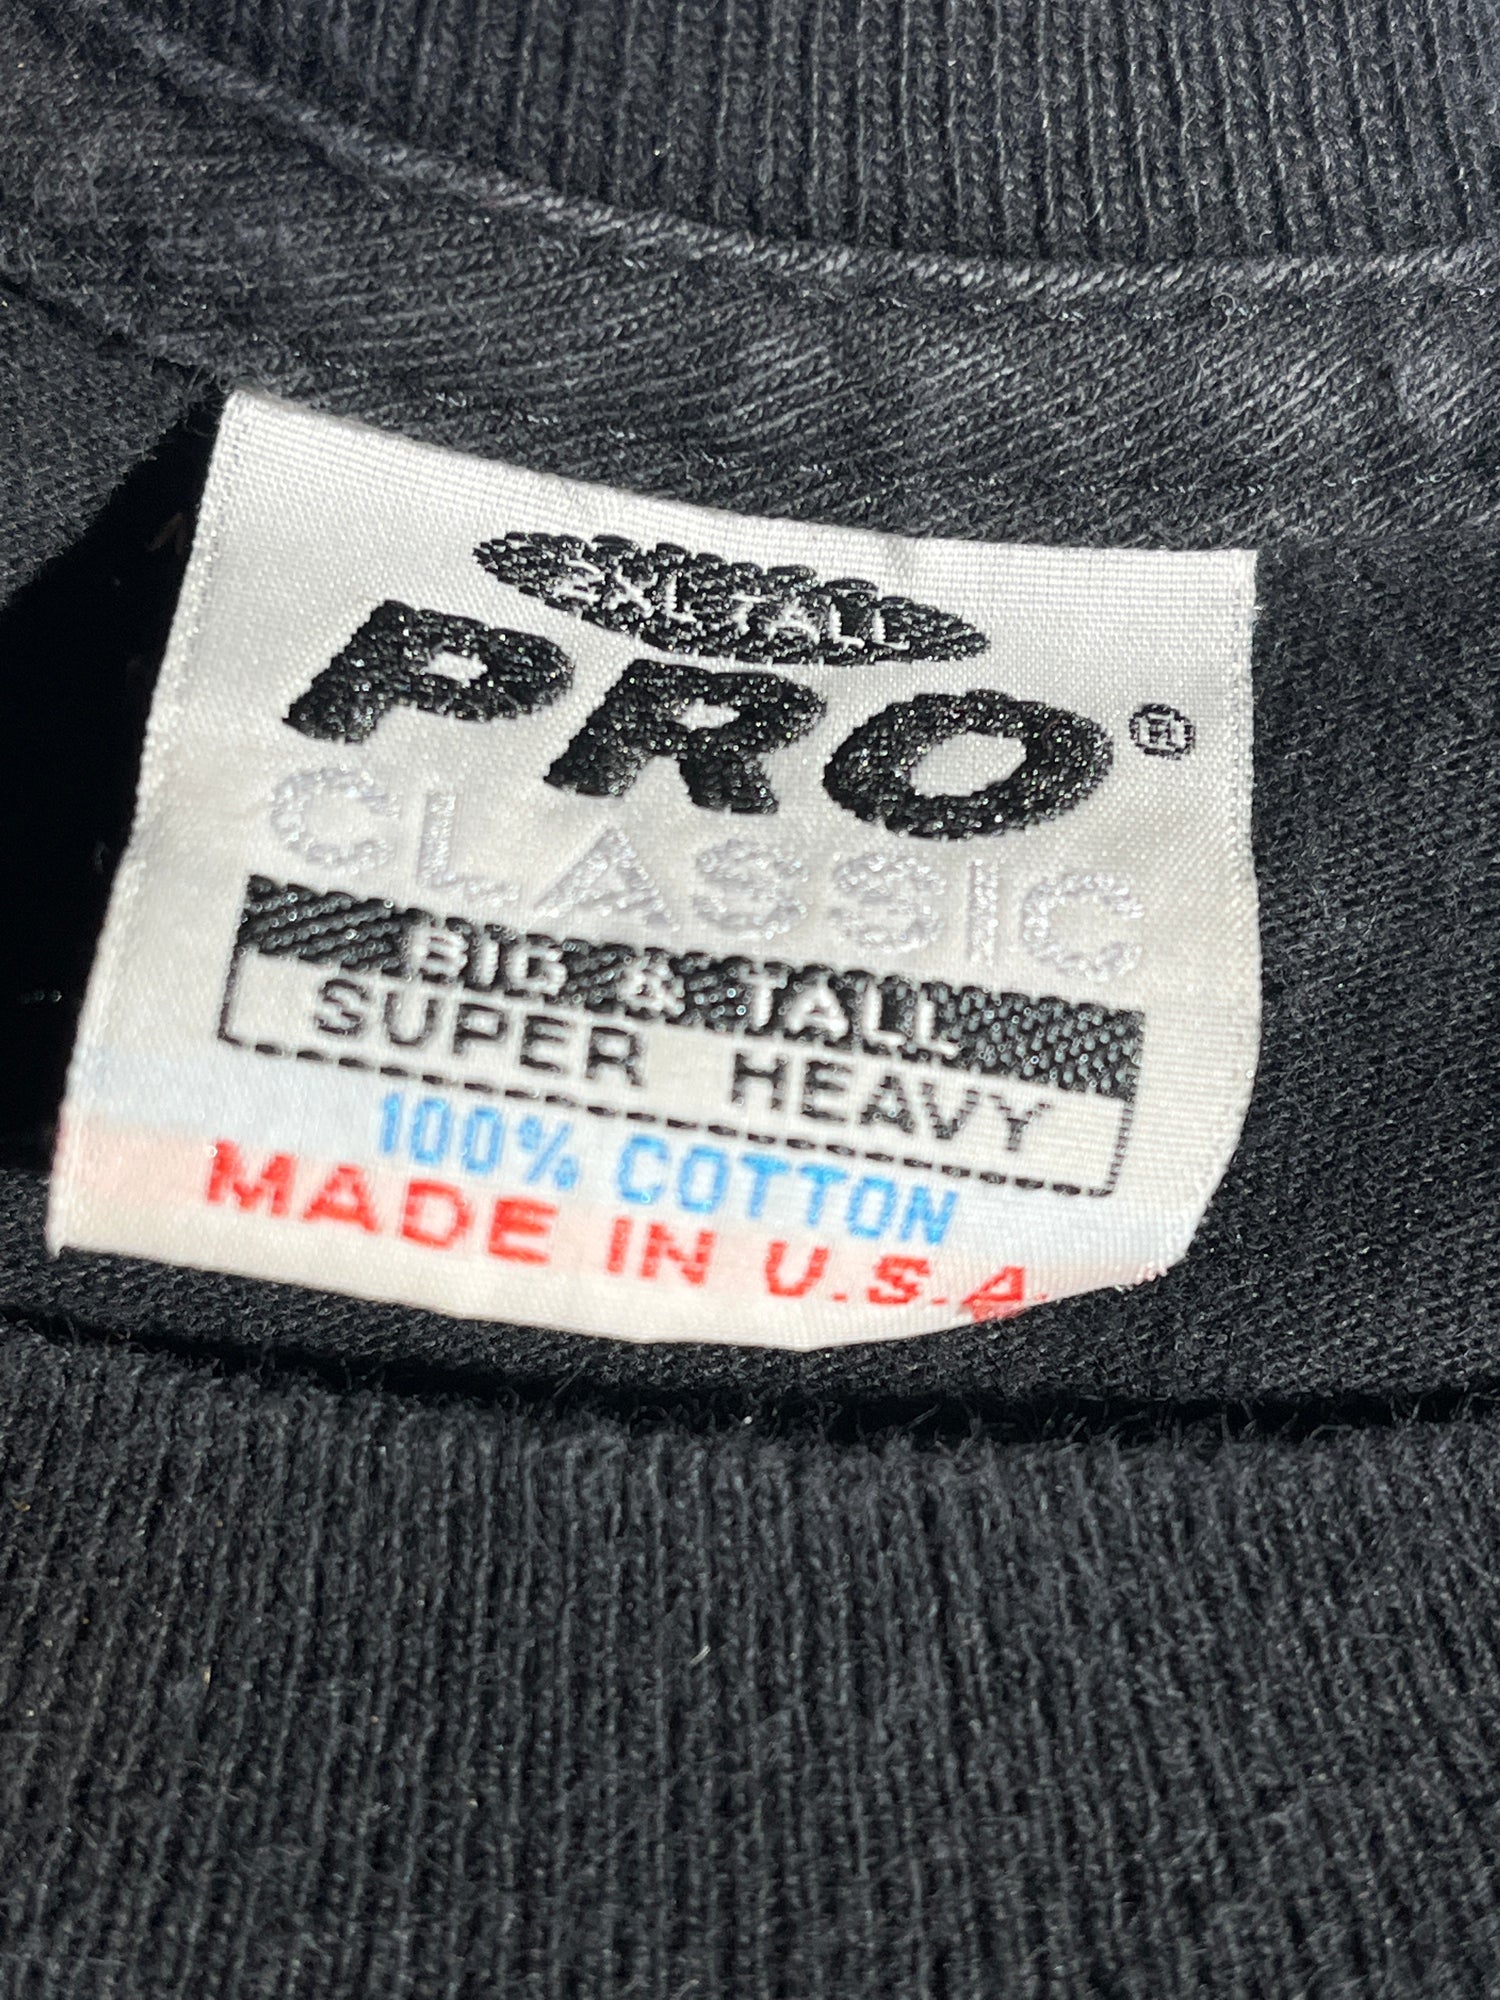 2XL TALL
PRO®
CLASSIC
BIG & TALL
SUPER HEAVY
100% COTTON
MADE IN U.S.A.